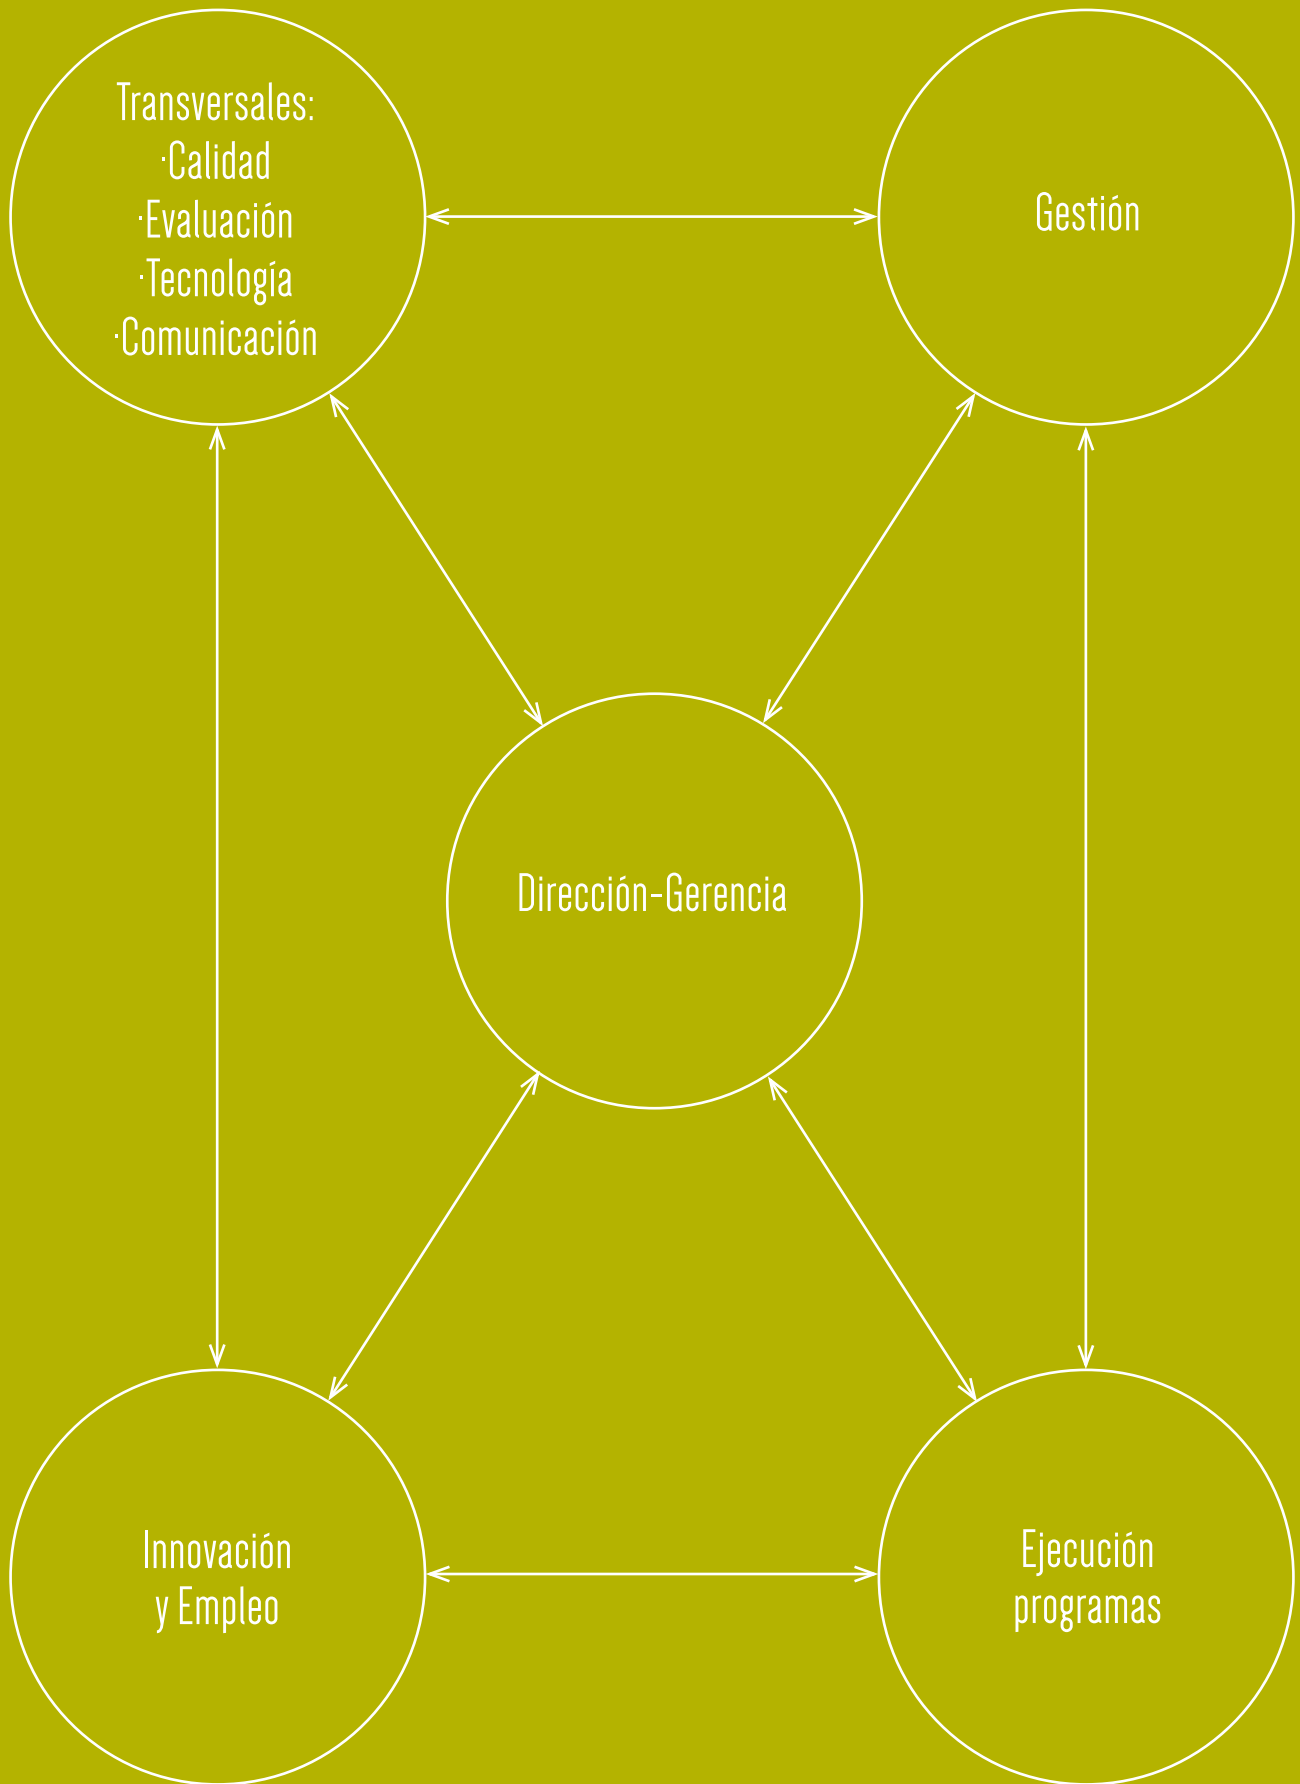 Transversales:
·Calidad
·Evaluación
·Tecnología
·Comunicación
Gestión
Dirección-Gerencia
Innovación
y Empleo
Ejecución
programas